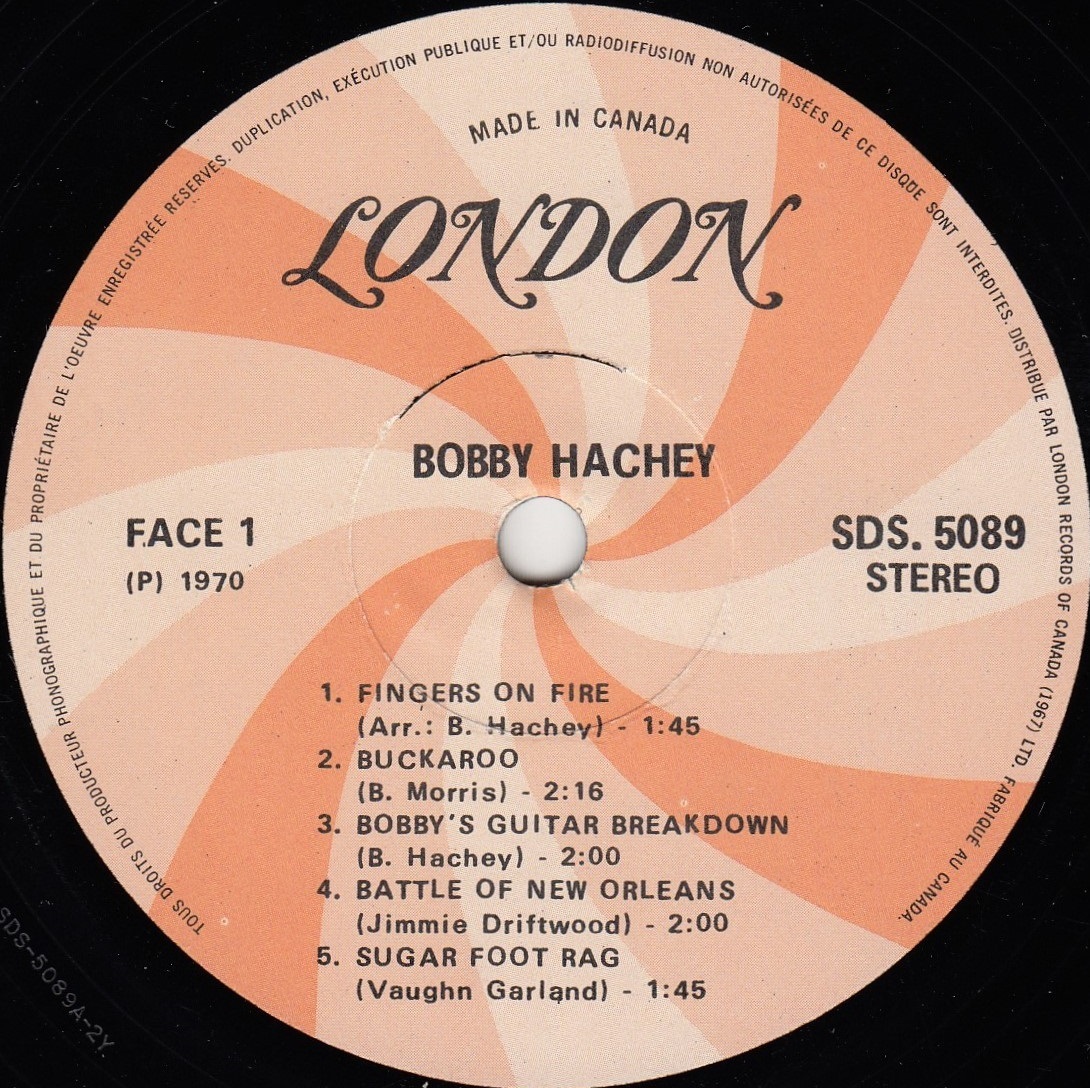 TOUS DROITS DU PRODUCTEUR PHONOGRAPHIQUE ET DU PROPRIÉTAIRE DE L'OEUVRE ENREGISTRÉE RESERVES. DUPLICATION, EXÉCUTION PUBLIQUE ET/OU RADIODIFFUSION NON AUTORISÉES DE CE DISQUE SONT INTERDITES. DISTRIBUE PAR LONDON RECORDS OF CANADA (1967) LTD. FABRIQUÉ AU CANADA
MADE IN CANADA
LONDON
BOBBY HACHEY
FACE 1
(P) 1970
SDS. 5089
STEREO
1. FINGERS ON FIRE
(Arr.: B. Hachey) - 1:45
2. BUCKAROO
(B. Morris) - 2:16
3. BOBBY'S GUITAR BREAKDOWN
(B. Hachey) - 2:00
4. BATTLE OF NEW ORLEANS
(Jimmie Driftwood) - 2:00
5. SUGAR FOOT RAG
(Vaughn Garland) - 1:45
SDS-5089A-2Y